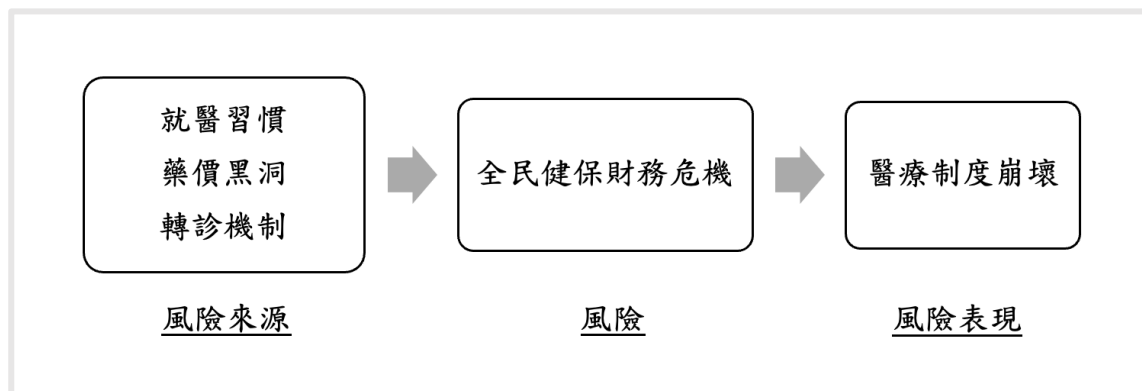 就醫習慣
藥價黑洞
轉診機制
全民健保財務危機
醫療制度崩壞
風險來源
風險
風險表現